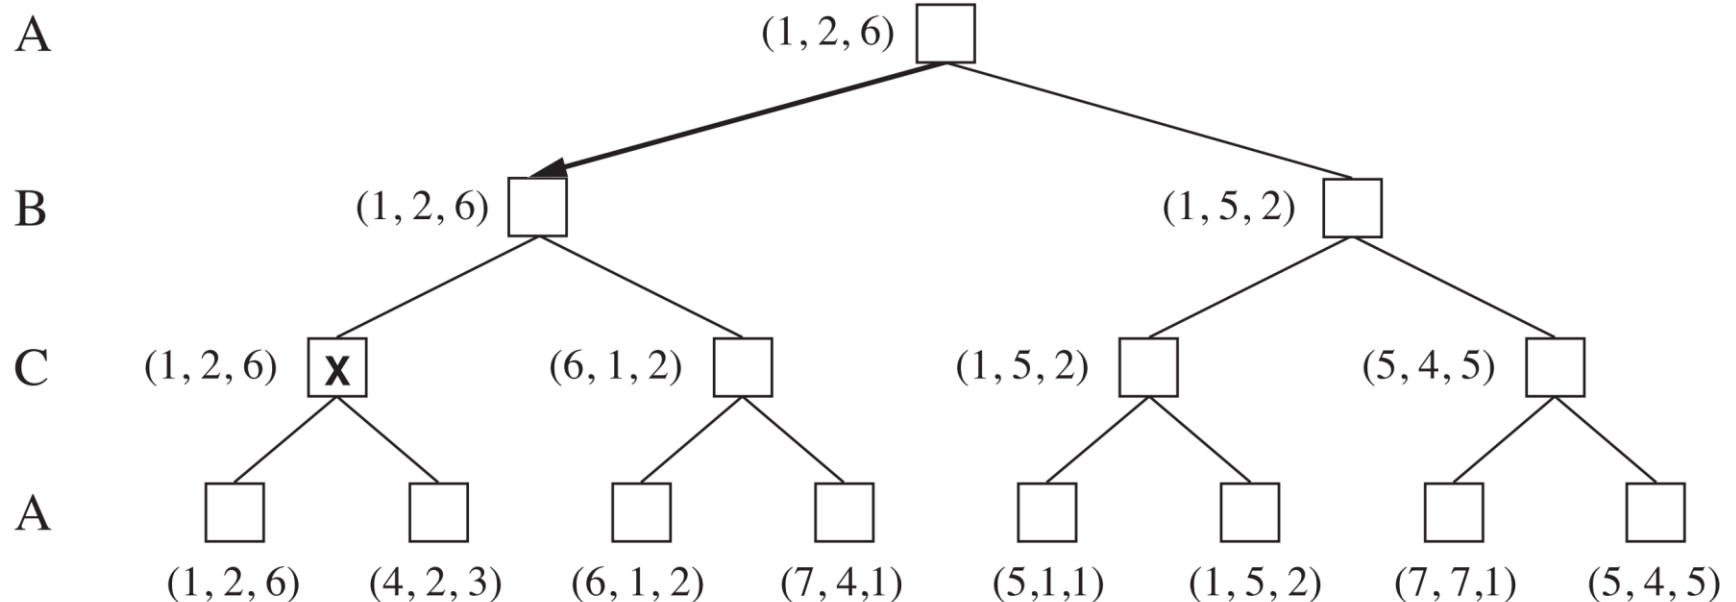 A (1, 2, 6)
B (1, 2, 6) (1, 5, 2)
C (1, 2, 6) X (6, 1, 2) (1, 5, 2) (5, 4, 5)
A
(1, 2, 6) (4, 2, 3) (6, 1, 2) (7, 4,1) (5,1,1) (1, 5, 2) (7, 7,1) (5, 4, 5)